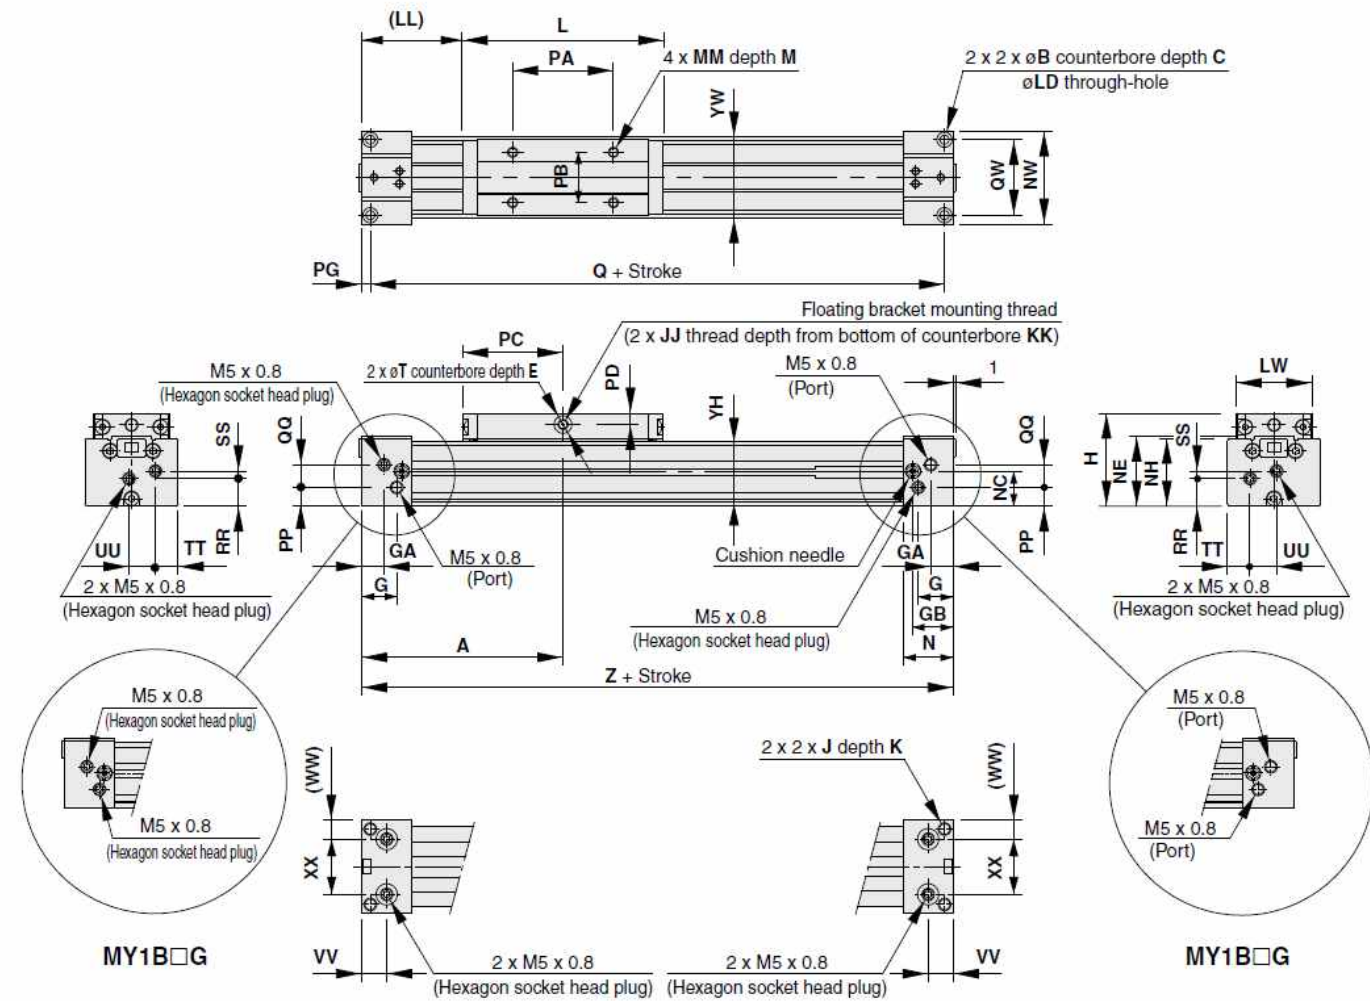 (LL)
L
PA
4 x MM depth M
2 x 2 x øB counterbore depth C
øLD through-hole
YW
PB
QW
NW
PG
Q + Stroke
Floating bracket mounting thread
(2 x JJ thread depth from bottom of counterbore KK)
PC
M5 x 0.8
(Hexagon socket head plug)
2 x øT counterbore depth E
PD
M5 x 0.8
(Port)
1
LW
SS
QQ
YH
QQ
H
NE
NH
SS
NC
UU
TT
RR
PP
GA
M5 x 0.8
(Port)
Cushion needle
GA
PP
RR
TT
UU
2 x M5 x 0.8
(Hexagon socket head plug)
G
M5 x 0.8
(Hexagon socket head plug)
G
GB
N
2 x M5 x 0.8
(Hexagon socket head plug)
A
Z + Stroke
M5 x 0.8
(Hexagon socket head plug)
M5 x 0.8
(Port)
(WW)
2 x 2 x J depth K
(WW)
M5 x 0.8
(Hexagon socket head plug)
M5 x 0.8
(Port)
XX
XX
MY1B□G
VV
2 x M5 x 0.8
(Hexagon socket head plug)
2 x M5 x 0.8
(Hexagon socket head plug)
VV
MY1B□G